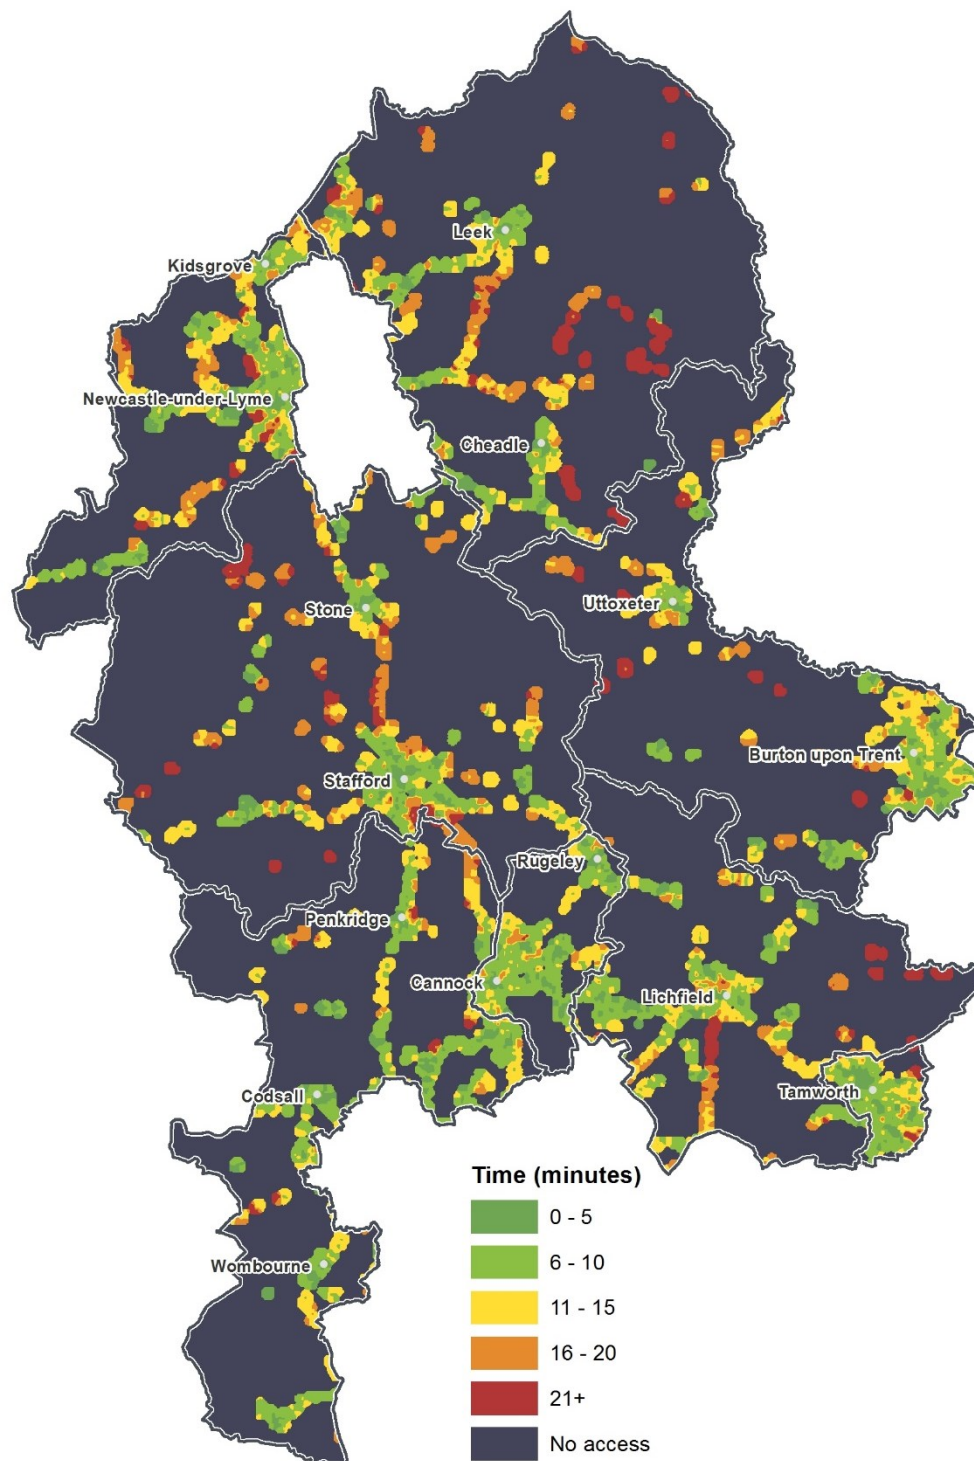 Leek
Kidsgrove
Newcastle-under-Lyme
Cheadle
Stone
Uttoxeter
Burton upon Trent
Stafford
Rugeley
Penkridge
Cannock
Lichfield
Codsall
Tamworth
Wombourne
Time (minutes)
0 - 5
6 - 10
11 - 15
16 - 20
21+
No access